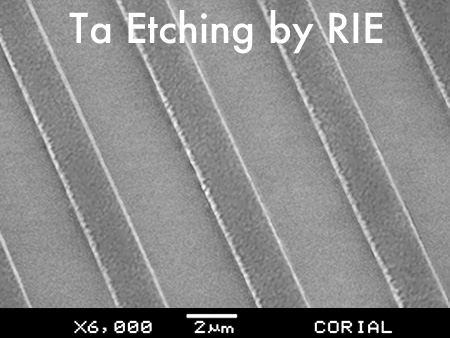 Ta Etching by RIE
X6,000 2μm CORIAL